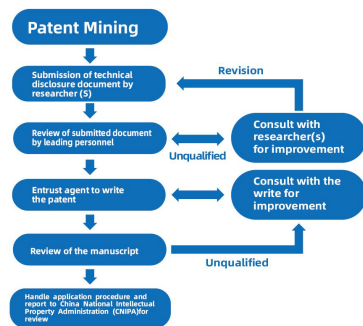 Patent Mining
Submission of technical
disclosure document by
researcher (S)
Revision
Review of submitted document
by leading personnel
Unqualified
Consult with
researcher(s)
for improvement
Entrust agent to write
the patent
Consult with the
write for
improvement
Review of the manuscript
Unqualified
Handle application procedure and
report to China National Intellectual
Property Administration (CNIPA)for
review